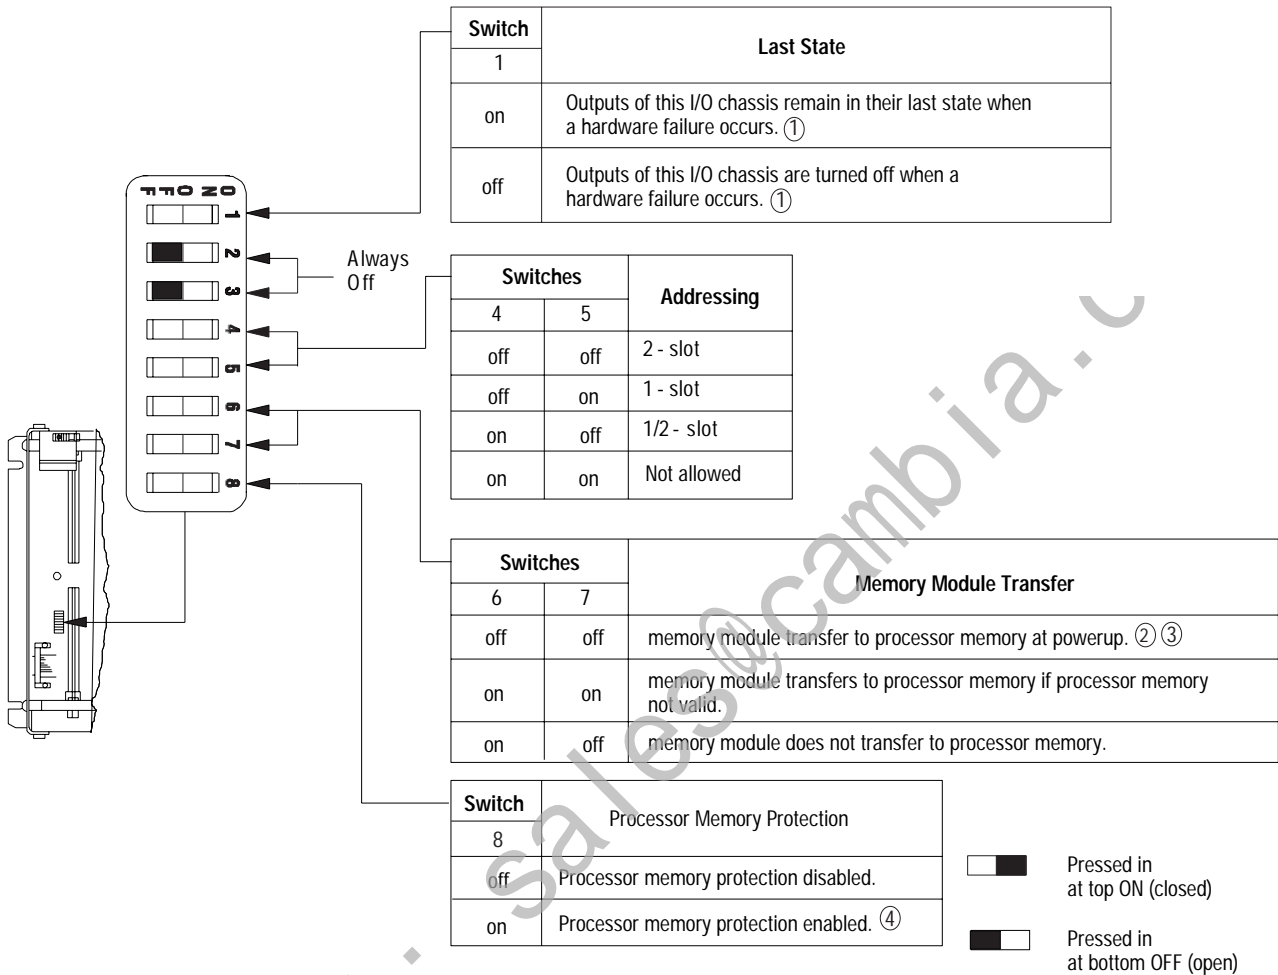 Switch
Last State
1
on
Outputs of this I/O chassis remain in their last state when
a hardware failure occurs. ①
off
Outputs of this I/O chassis are turned off when a
hardware failure occurs. ①
OFF ON
1
2
3
4
5
6
7
8
Always
Off
Switches
Addressing
4 5
off off 2 - slot
off on 1 - slot
on off 1/2 - slot
on on Not allowed
Switches
Memory Module Transfer
6 7
off off memory module transfer to processor memory at powerup. ② ③
on on memory module transfers to processor memory if processor memory
not valid.
on off memory module does not transfer to processor memory.
Switch
Processor Memory Protection
8
off Processor memory protection disabled.
on Processor memory protection enabled. ④
Pressed in
at top ON (closed)
Pressed in
at bottom OFF (open)
. sales@cambia.c